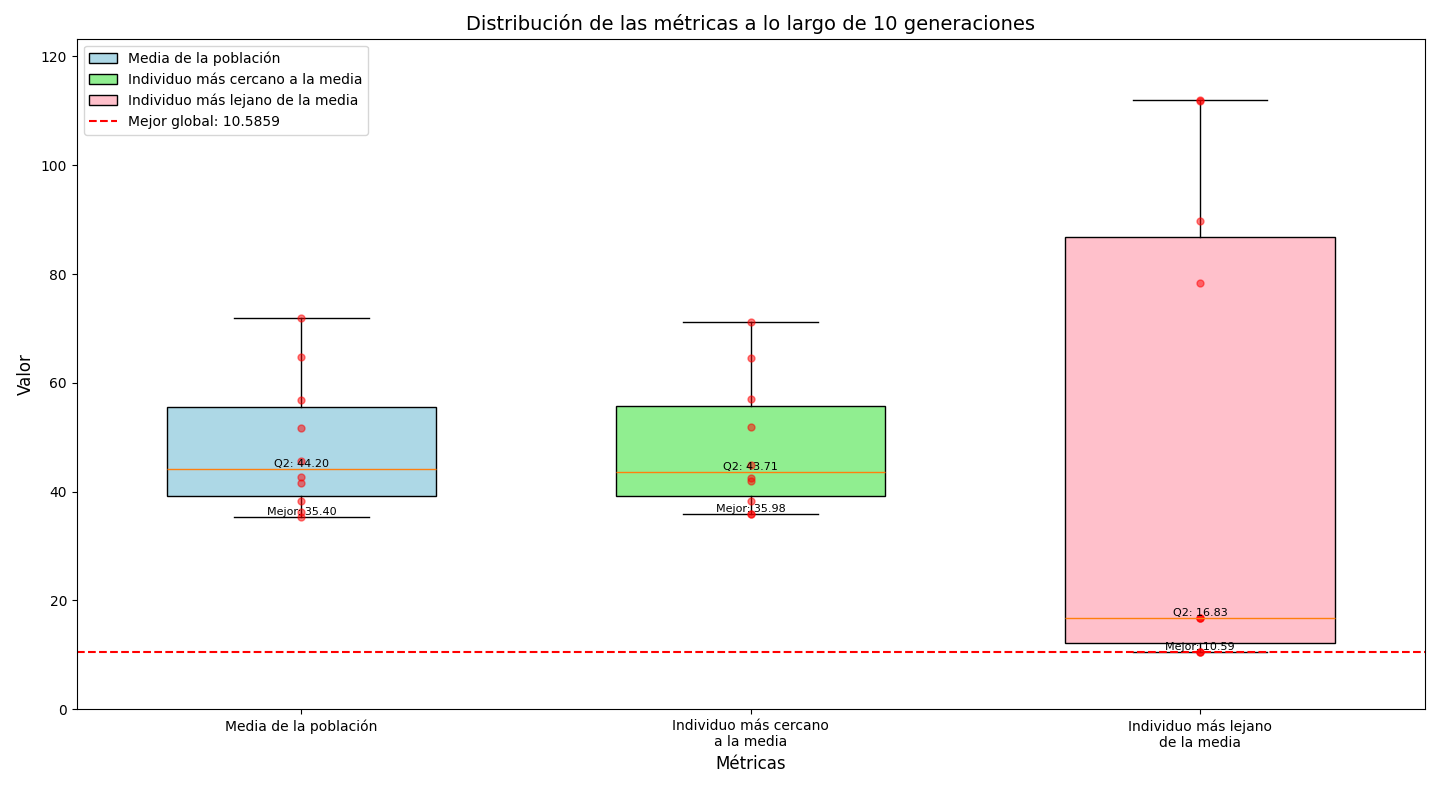 Distribución de las métricas a lo largo de 10 generaciones
Media de la población
Individuo más cercano a la media
Individuo más lejano de la media
Mejor global: 10.5859
Valor
120
100
80
60
40
20
0
Q2: 44.20
Mejor: 35.40
Q2: 43.71
Mejor: 35.98
Q2: 16.83
Mejor: 10.59
Media de la población
Individuo más cercano
a la media
Individuo más lejano
de la media
Métricas